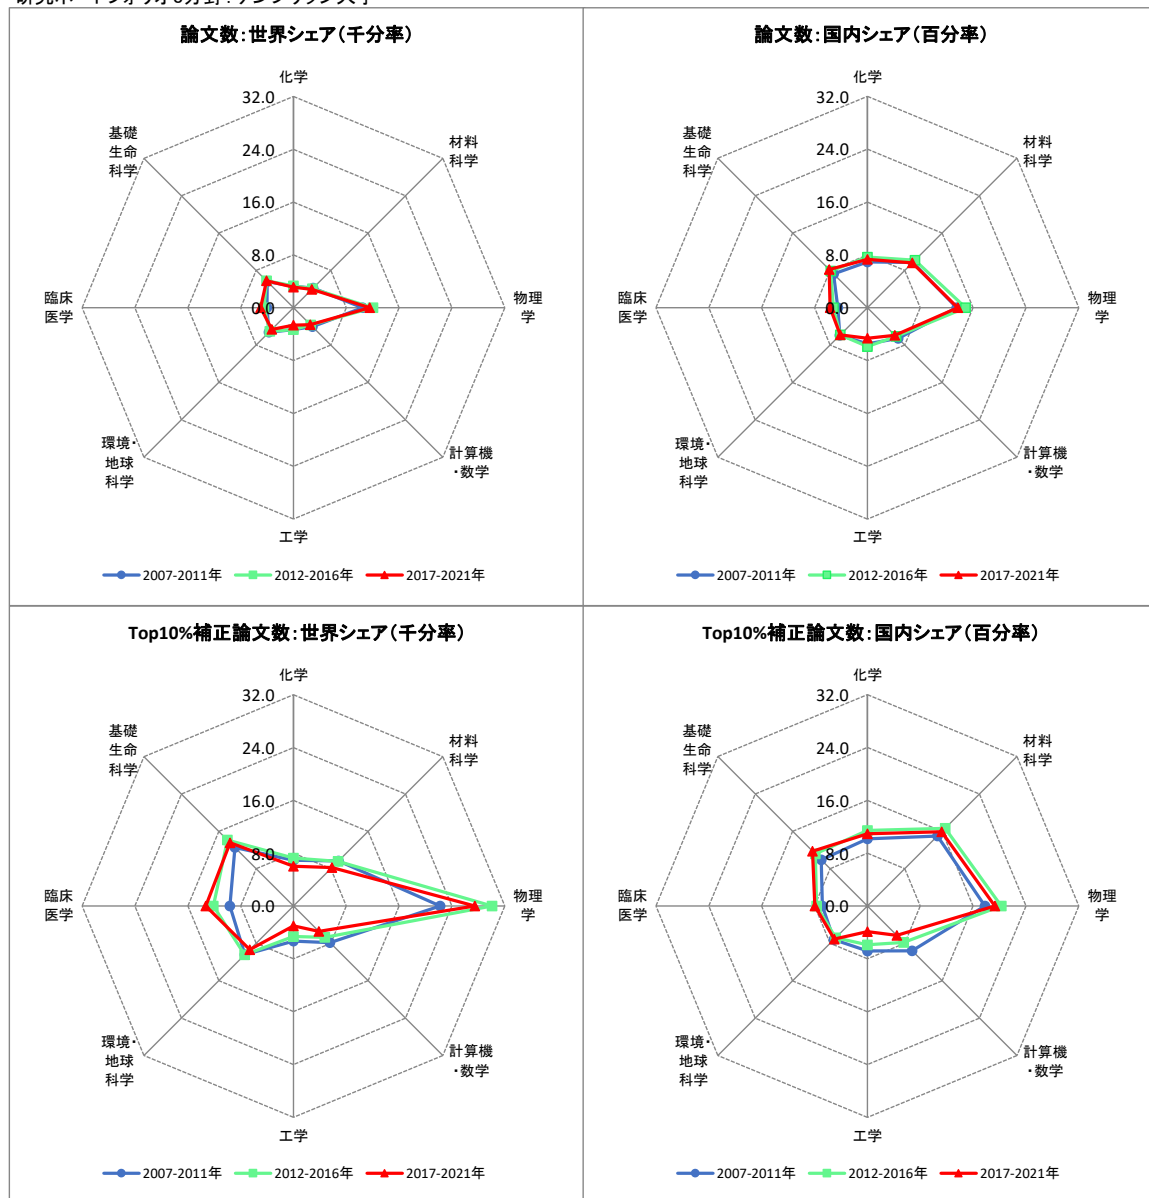 論文数：世界シェア（千分率）
化学
32.0
24.0
16.0
8.0
0.0
基礎
生命
科学
材料
科学
臨床
医学
物理
学
環境・
地球
科学
計算機
・数学
工学
2007-2011年 2012-2016年 2017-2021年
論文数：国内シェア（百分率）
化学
32.0
24.0
16.0
8.0
0.0
基礎
生命
科学
材料
科学
臨床
医学
物理
学
環境・
地球
科学
計算機
・数学
工学
2007-2011年 2012-2016年 2017-2021年
Top10%補正論文数：世界シェア（千分率）
化学
32.0
24.0
16.0
8.0
0.0
基礎
生命
科学
材料
科学
臨床
医学
物理
学
環境・
地球
科学
計算機
・数学
工学
2007-2011年 2012-2016年 2017-2021年
Top10%補正論文数：国内シェア（百分率）
化学
32.0
24.0
16.0
8.0
0.0
基礎
生命
科学
材料
科学
臨床
医学
物理
学
環境・
地球
科学
計算機
・数学
工学
2007-2011年 2012-2016年 2017-2021年